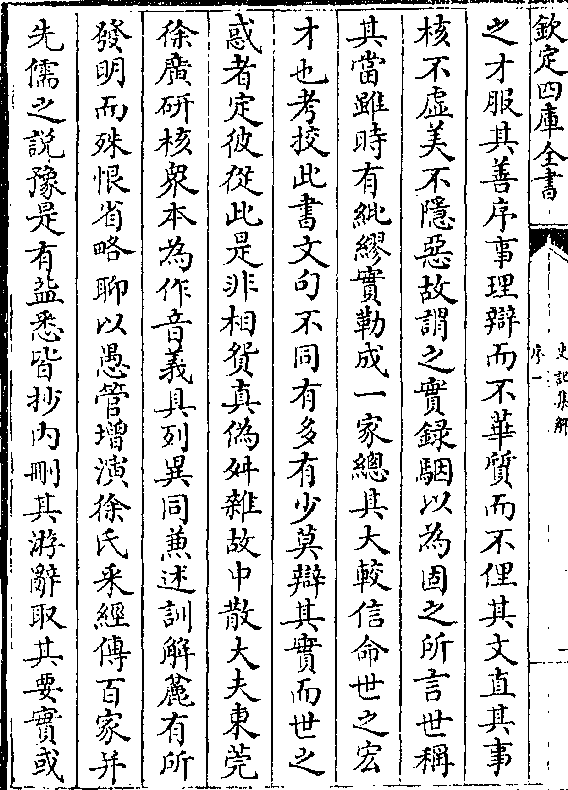 欽定四庫全書
史記集解
序一
之才服其善序事理辯而不華質而不俚其文直其事
核不虛美不隱惡故謂之實錄駰以為固之所言世稱
其當雖時有紕繆實勒成一家總其大較信命世之宏
才也考挍此書文句不同有多有少莫辯其實而世之
惑者定彼從此是非相貿真偽舛雜故中散大夫東莞
徐廣研核衆本為作音義具列異同兼述訓解麄有所
發明而殊恨省略聊以愚管增演徐氏采經傳百家并
先儒之說豫是有益悉皆抄内刪其游辭取其要實或